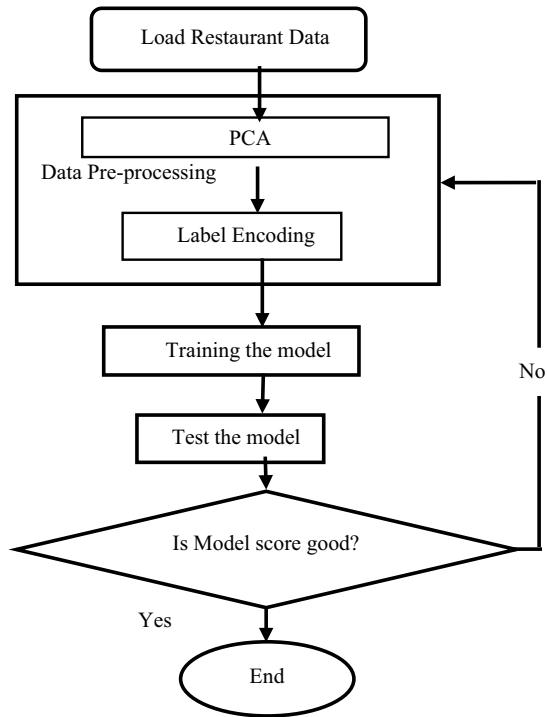 Load Restaurant Data
PCA
Data Pre-processing
Label Encoding
Training the model
No
Test the model
Is Model score good?
Yes
End